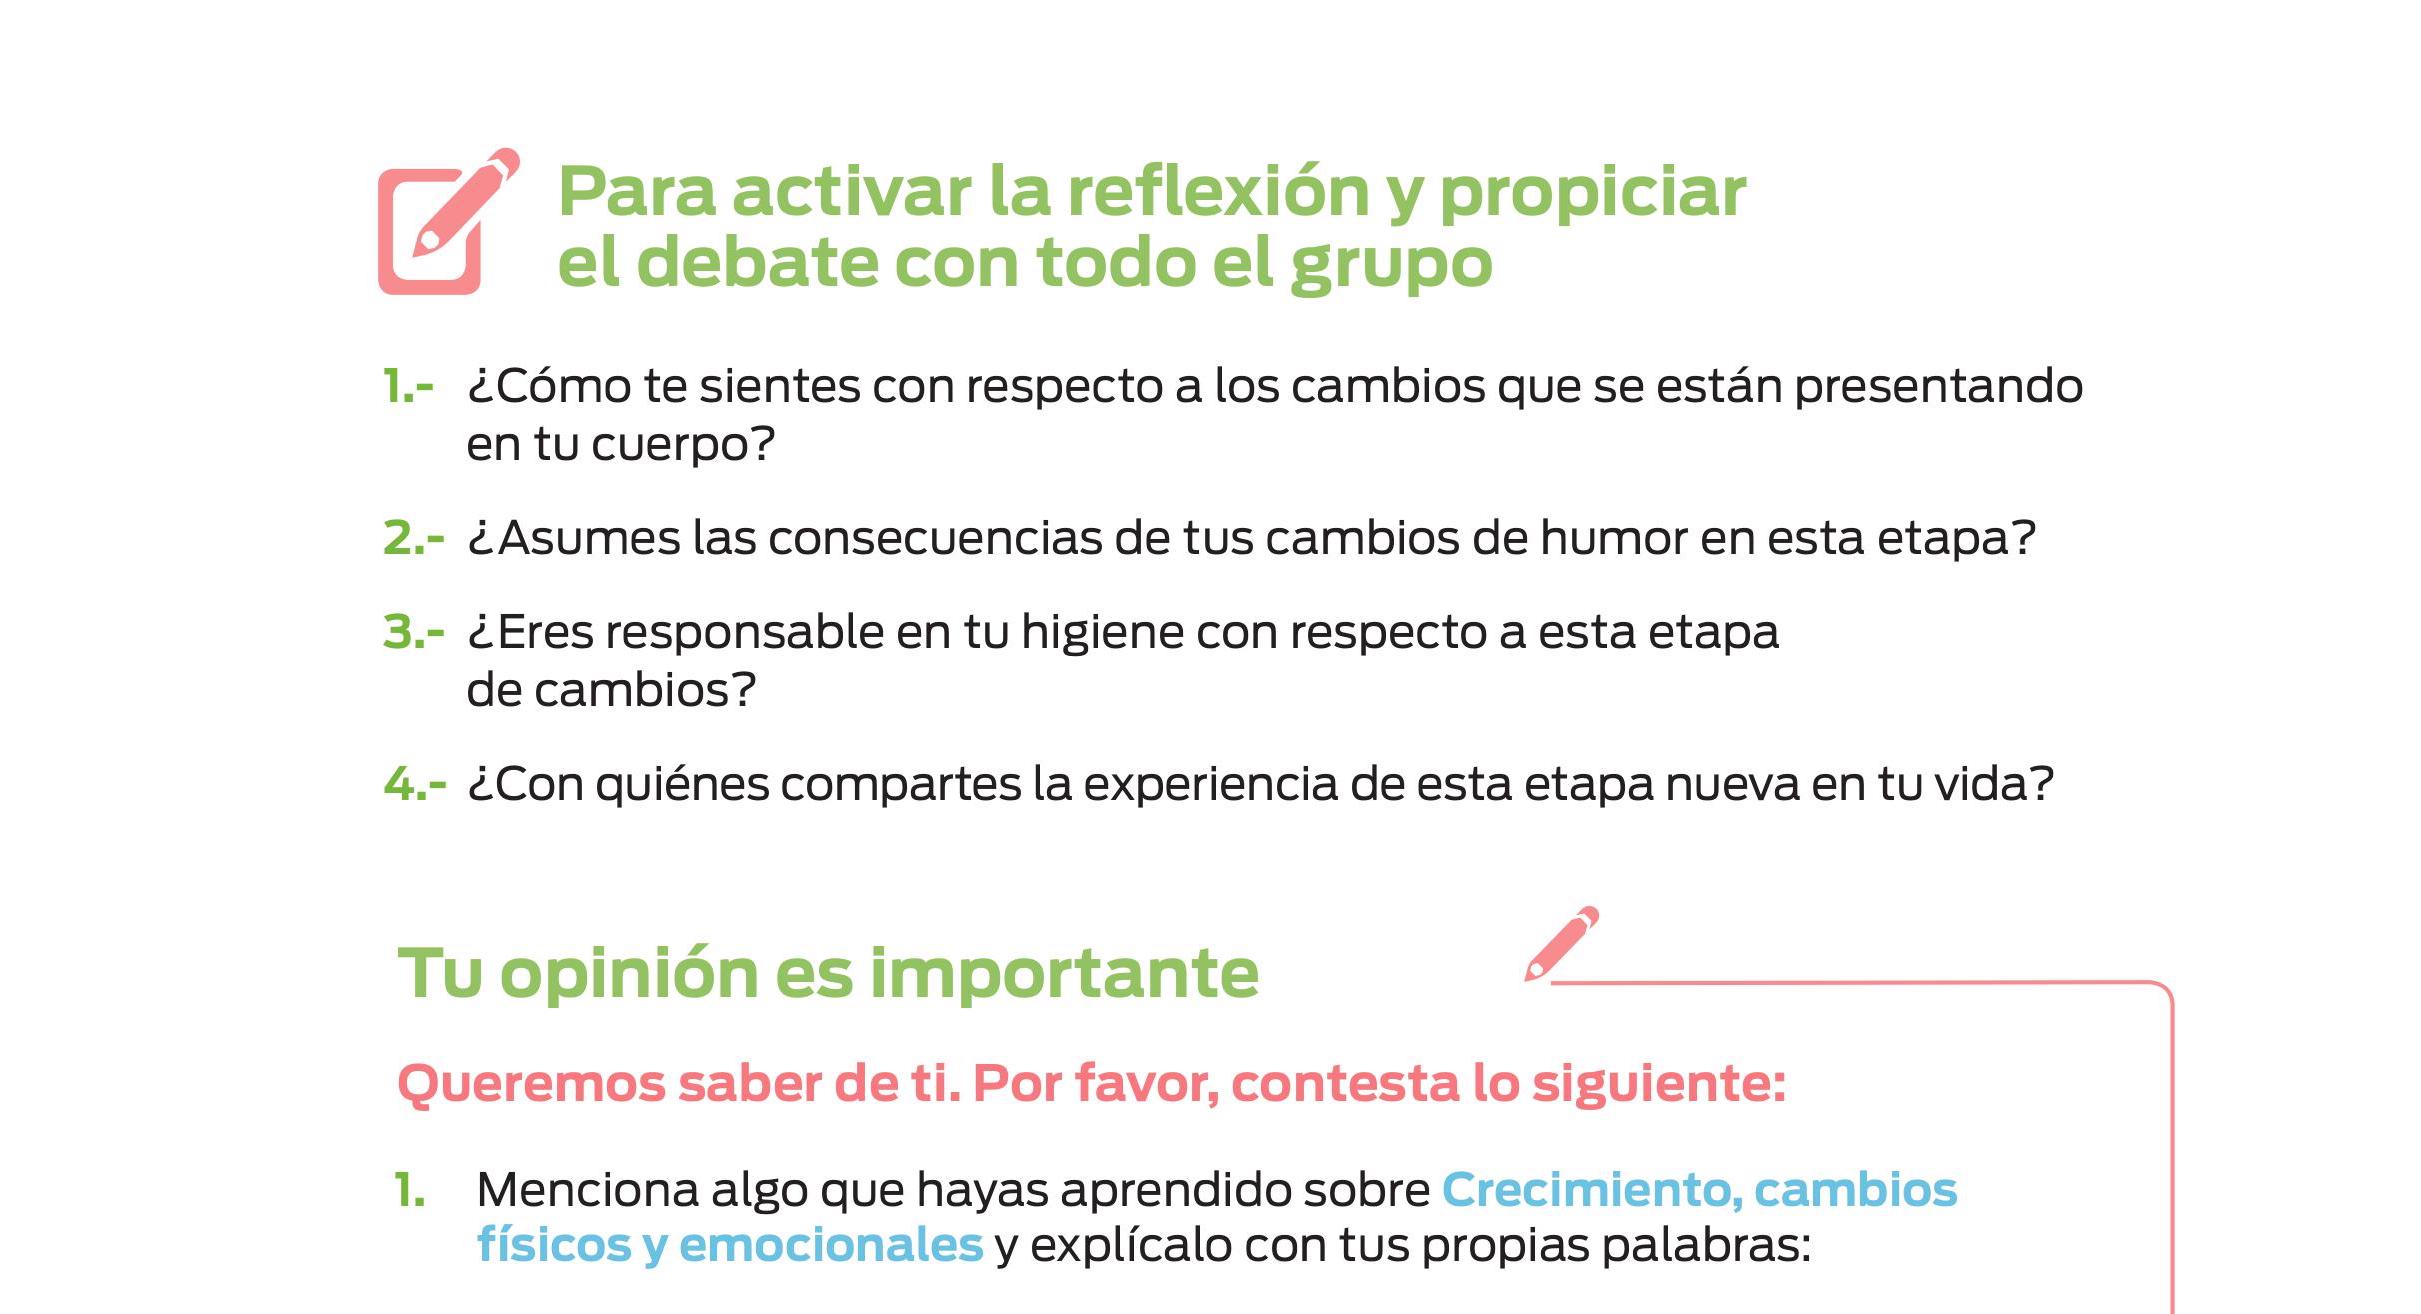 Para activar la reflexión y propiciar
el debate con todo el grupo
1.- ¿Cómo te sientes con respecto a los cambios que se están presentando
en tu cuerpo?
2.- ¿Asumes las consecuencias de tus cambios de humor en esta etapa?
3.- ¿Eres responsable en tu higiene con respecto a esta etapa
de cambios?
4.- ¿Con quiénes compartes la experiencia de esta etapa nueva en tu vida?
Tu opinión es importante
Queremos saber de ti. Por favor, contesta lo siguiente:
1. Menciona algo que hayas aprendido sobre Crecimiento, cambios
físicos y emocionales y explícalo con tus propias palabras: